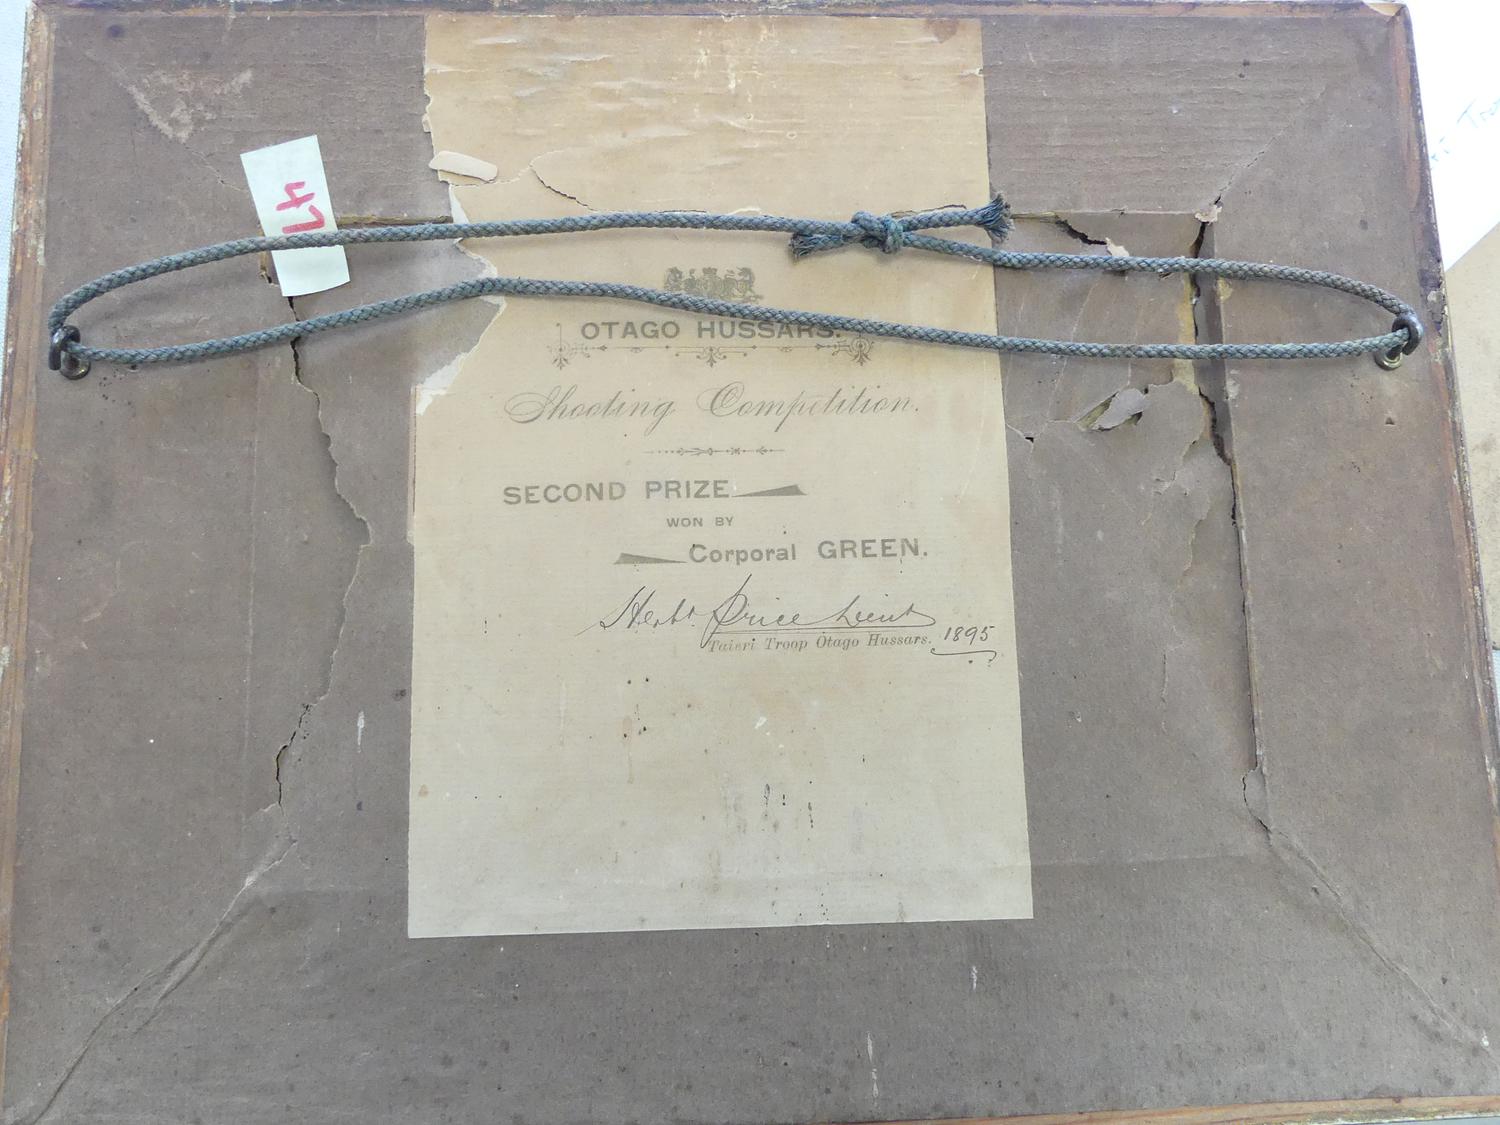 47
OTAGO HUSSARS.
Shooting Competition.
SECOND PRIZE
WON BY
Corporal GREEN.
Herbt. Price Lieut
Taieri Troop Otago Hussars. 1895